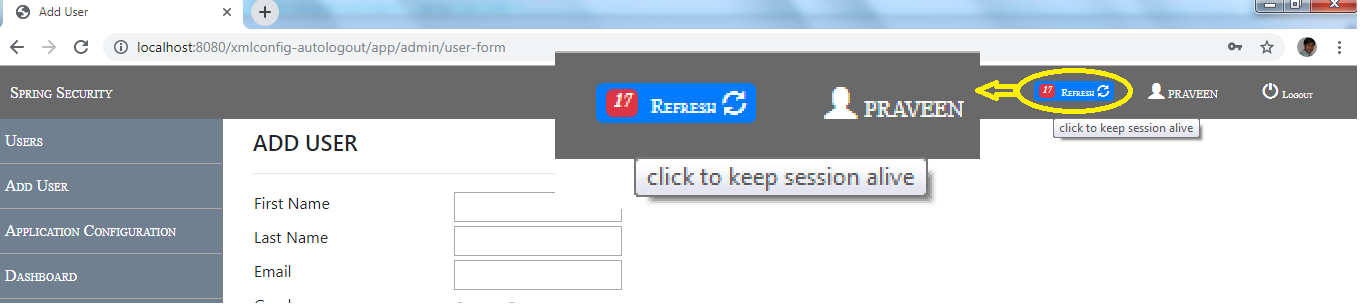 Add User
localhost:8080/xmlconfig-autologout/app/admin/user-form
Spring Security
17 Refresh PRAVEEN
17 Refresh PRAVEEN Logout
click to keep session alive
click to keep session alive
Users
Add User
Application Configuration
Dashboard
ADD USER
First Name
Last Name
Email